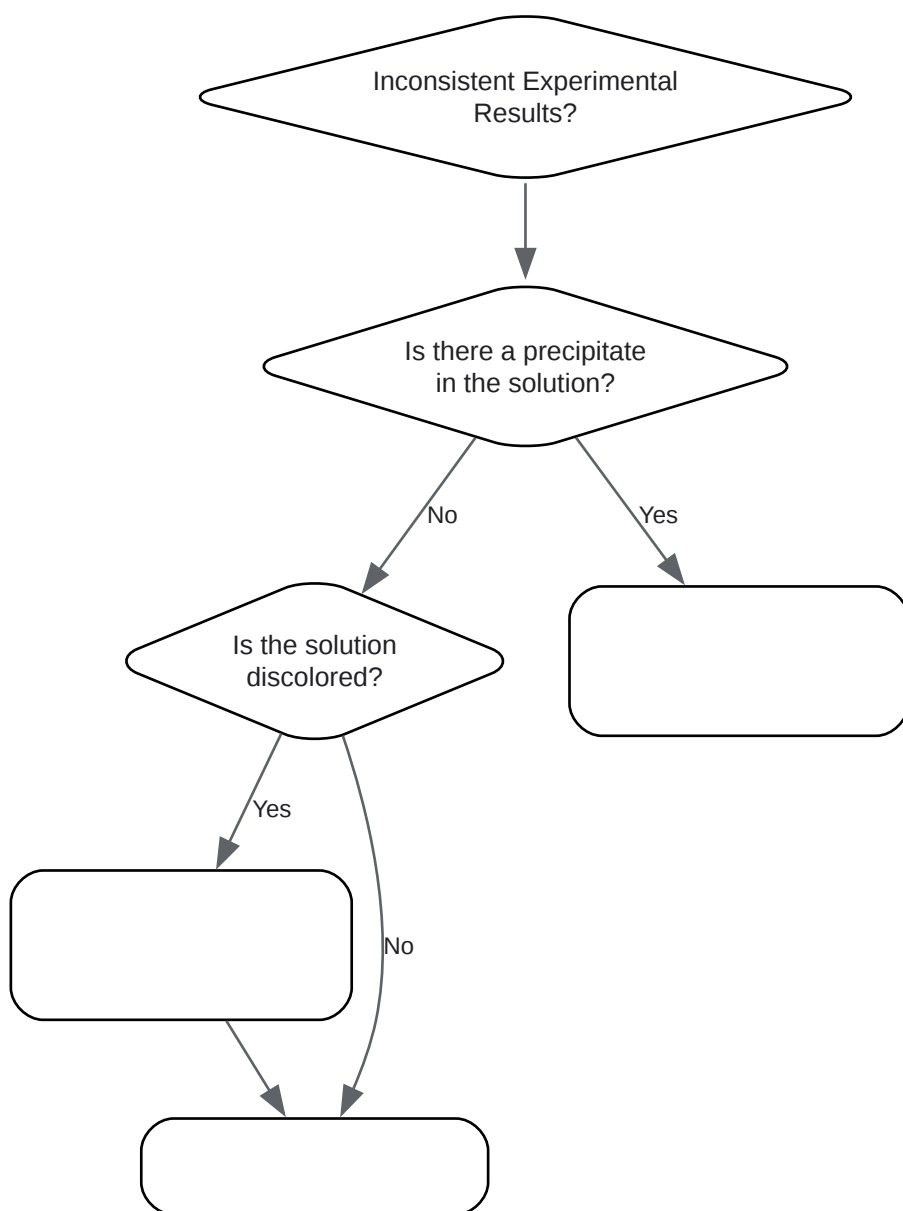 Inconsistent Experimental
Results?
Is there a precipitate
in the solution?
No
Yes
Is the solution
discolored?
Yes
No